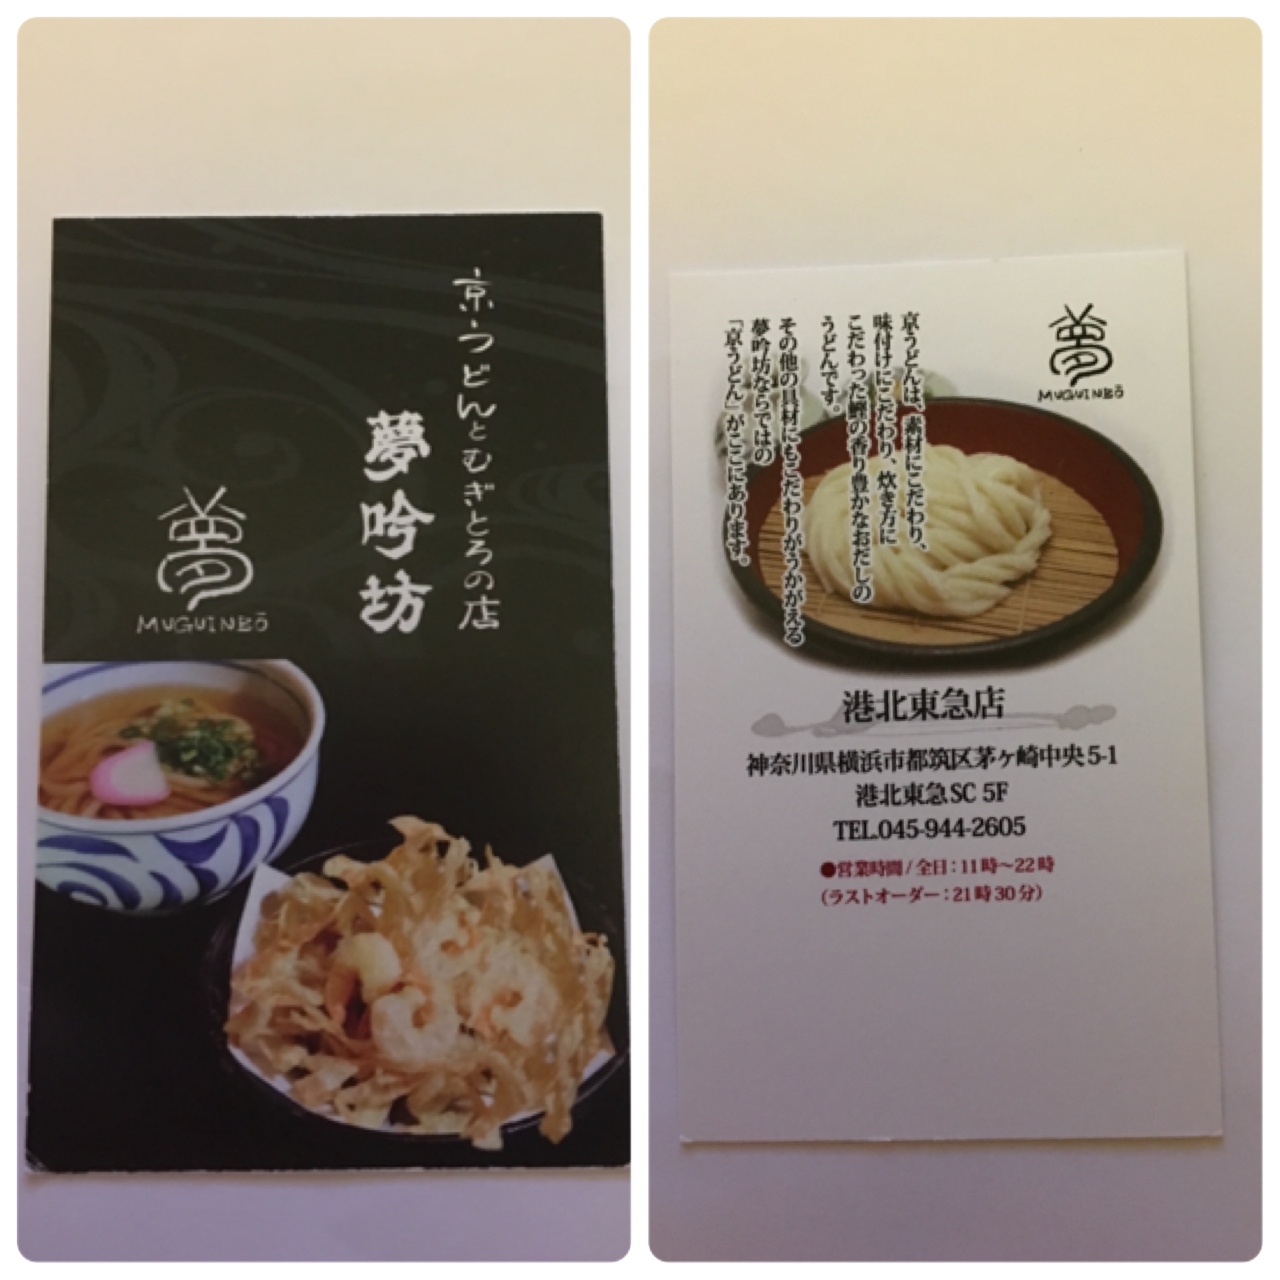 京うどんとむぎとろの店
夢吟坊
夢
MUGUINBŌ
夢
MUGUINBŌ
京うどんは、素材にこだわり、
味付けにこだわり、炊き方に
こだわった鰹の香り豊かなおだしの
うどんです。
その他の具材にもこだわりがうかがえる
夢吟坊ならではの
「京うどん」がここにあります。
港北東急店
神奈川県横浜市都筑区茅ヶ崎中央5-1
港北東急SC 5F
TEL.045-944-2605
●営業時間/全日：11時～22時
（ラストオーダー：21時30分）